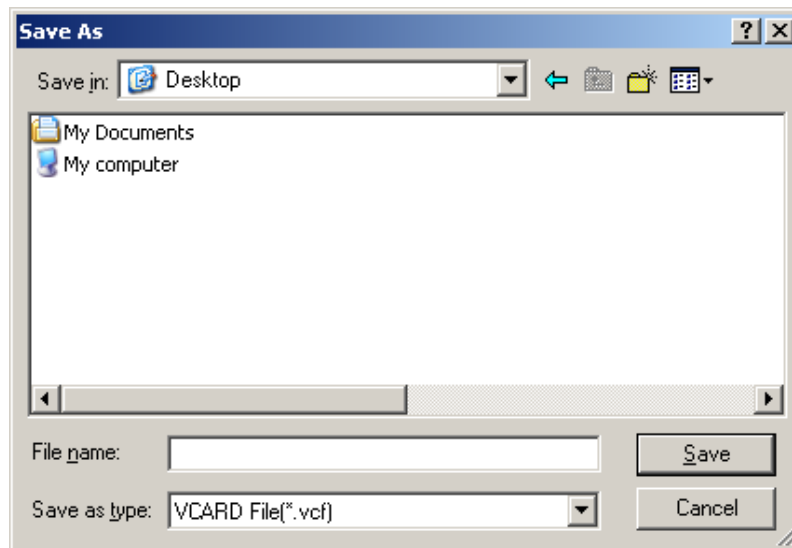 Save As
Save in: Desktop
My Documents
My computer
File name: Save
Save as type: VCARD File(*.vcf) Cancel